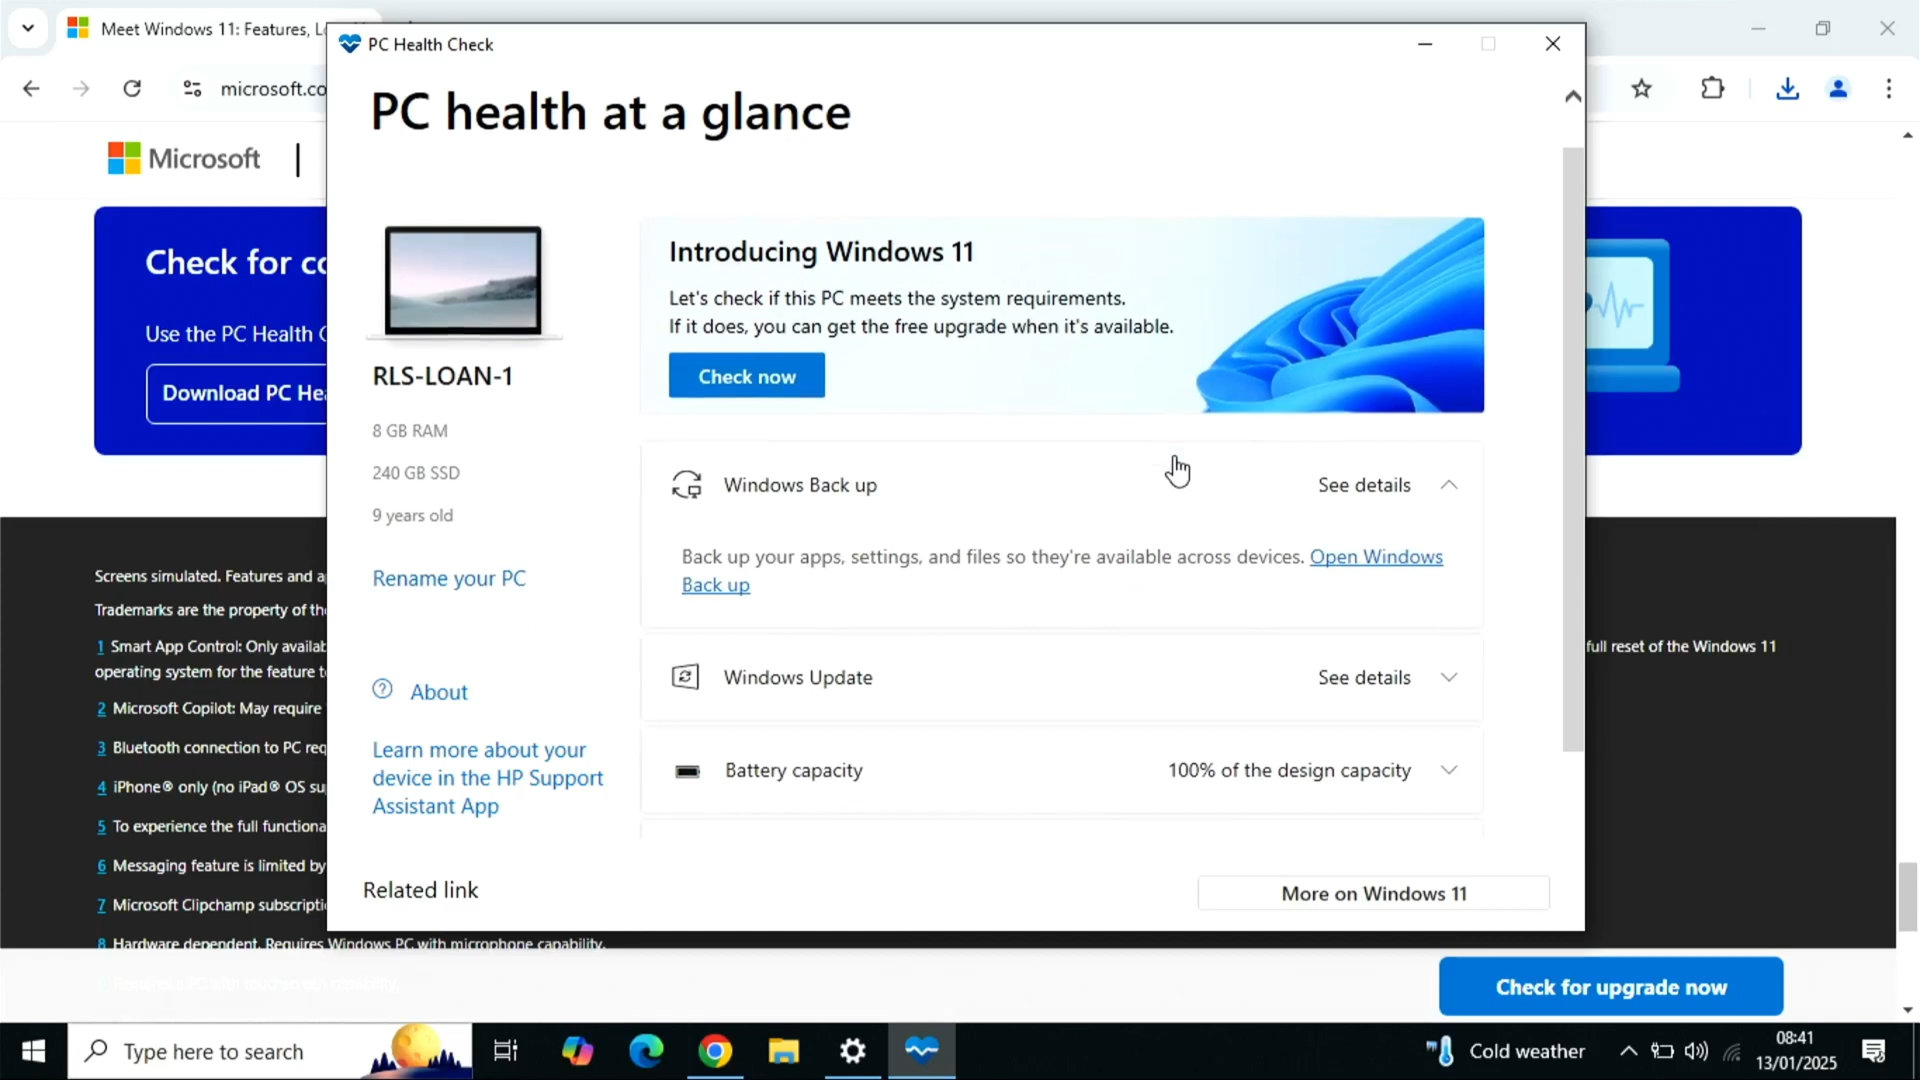 Meet Windows 11: Features, L
PC Health Check
microsoft.co
Microsoft
PC health at a glance
Check for co
Use the PC Health
Download PC Hea
RLS-LOAN-1
8 GB RAM
240 GB SSD
9 years old
Rename your PC
About
Learn more about your
device in the HP Support
Assistant App
Introducing Windows 11
Let's check if this PC meets the system requirements.
If it does, you can get the free upgrade when it's available.
Check now
Windows Back up
See details
Back up your apps, settings, and files so they're available across devices. Open Windows
Back up
Windows Update
See details
Battery capacity
100% of the design capacity
Related link
More on Windows 11
Screens simulated. Features and a
Trademarks are the property of the
1 Smart App Control: Only availab
full reset of the Windows 11
operating system for the feature t
2 Microsoft Copilot: May require
3 Bluetooth connection to PC req
4 iPhone® only (no iPad® OS su
5 To experience the full functiona
6 Messaging feature is limited by
7 Microsoft Clipchamp subscripti
8 Hardware dependent. Requires Windows PC with microphone capability.
Check for upgrade now
Type here to search
Cold weather
08:41
13/01/2025